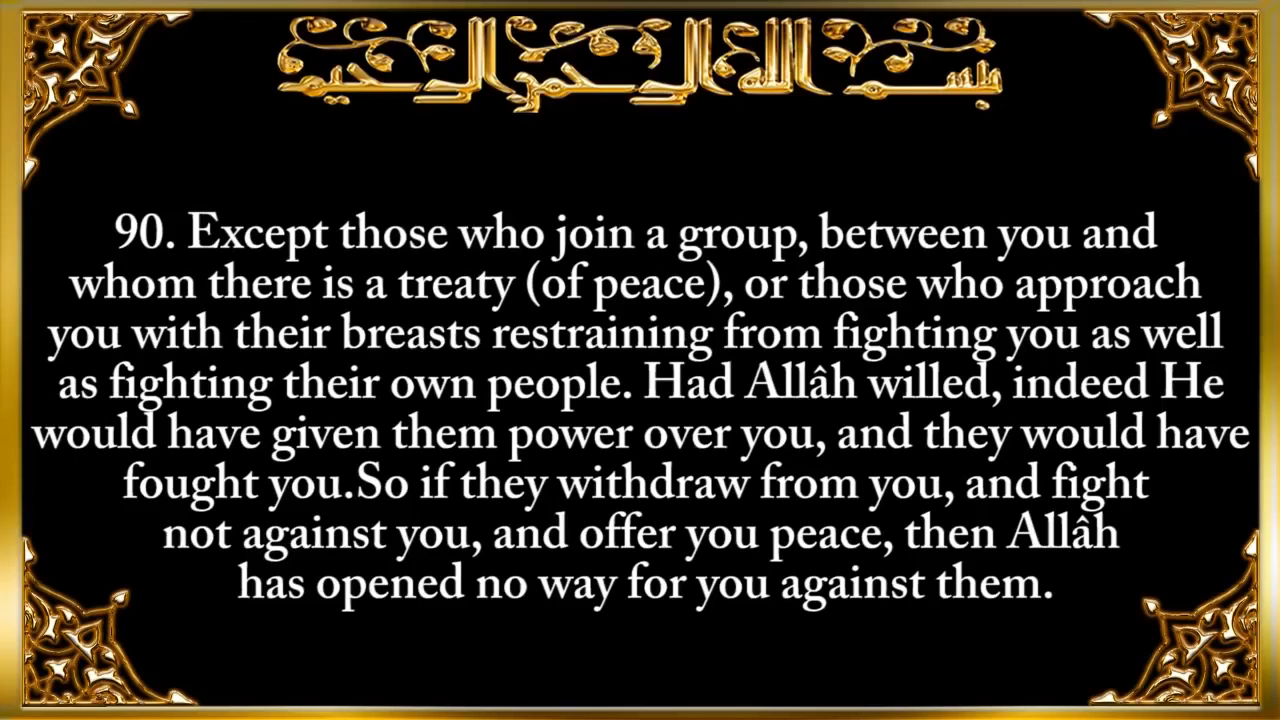 بسم الله الرحمن الرحيم
90. Except those who join a group, between you and
whom there is a treaty (of peace), or those who approach
you with their breasts restraining from fighting you as well
as fighting their own people. Had Allâh willed, indeed He
would have given them power over you, and they would have
fought you.So if they withdraw from you, and fight
not against you, and offer you peace, then Allâh
has opened no way for you against them.